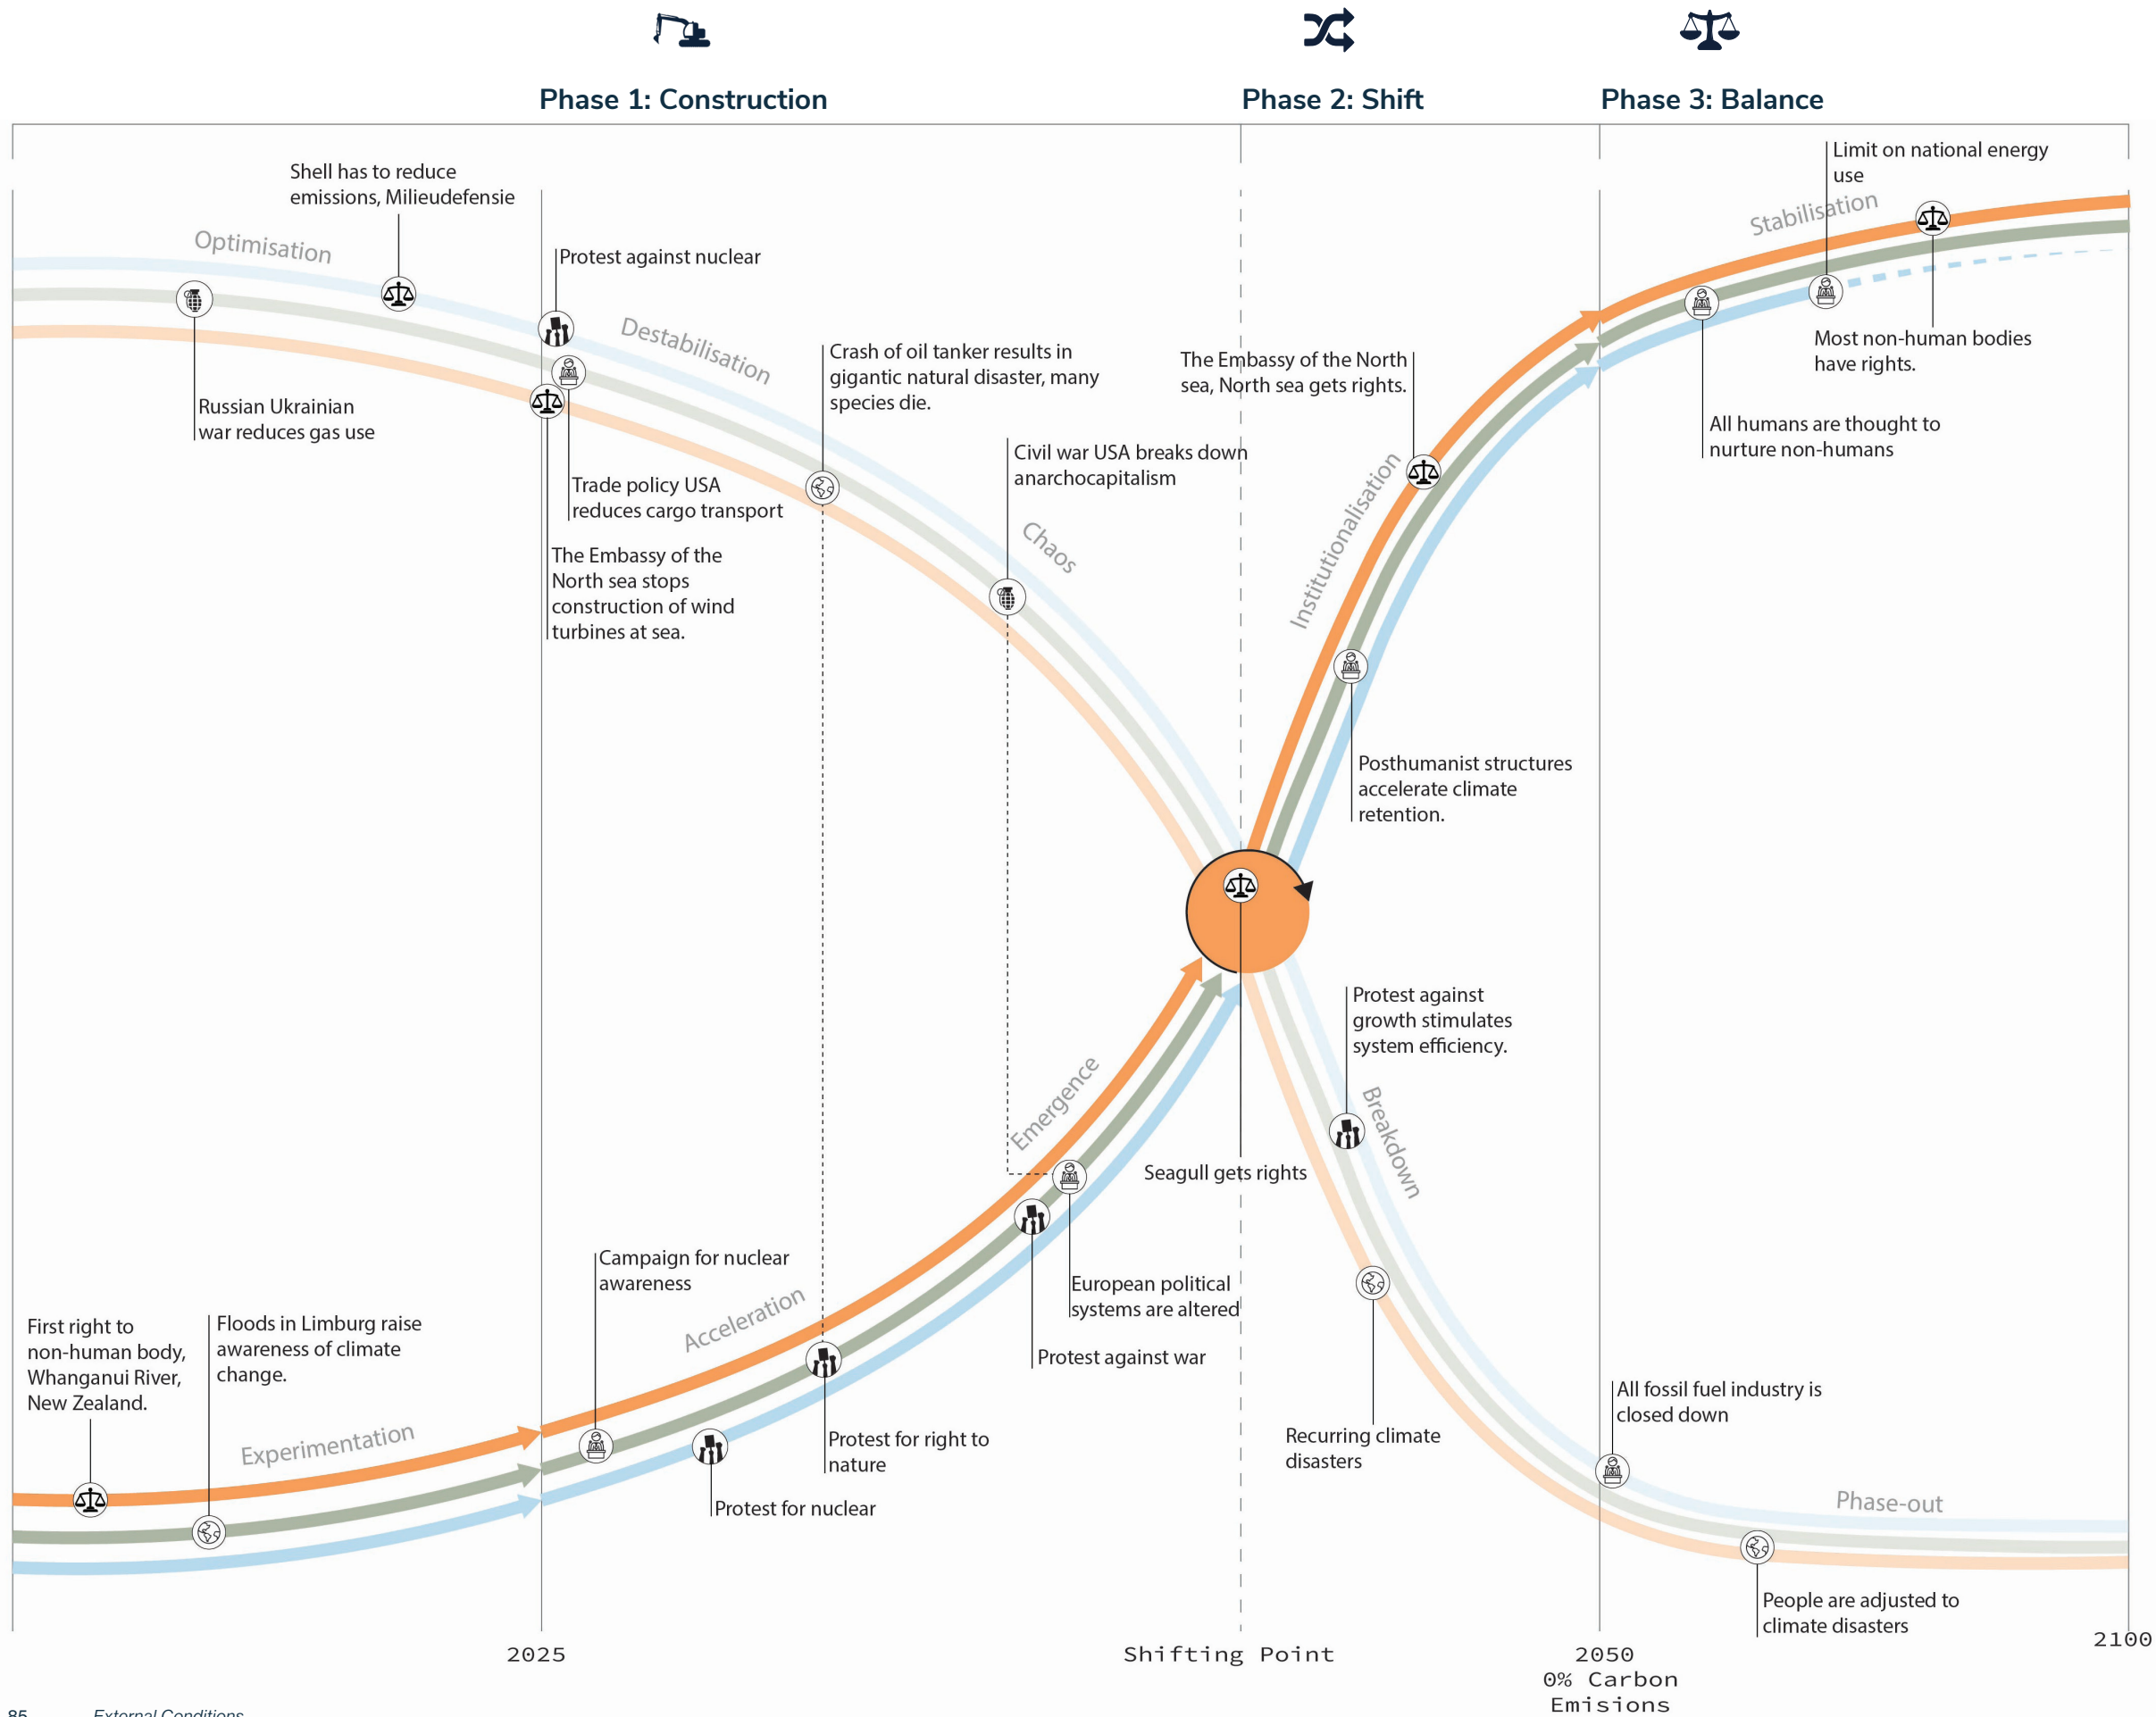 Phase 1: Construction
Phase 2: Shift
Phase 3: Balance
Limit on national energy
use
Shell has to reduce
emissions, Milieudefensie
Stabilisation
Optimisation
Protest against nuclear
Destabilisation
Most non-human bodies
have rights.
Crash of oil tanker results in
gigantic natural disaster, many
species die.
The Embassy of the North
sea, North sea gets rights.
Russian Ukrainian
war reduces gas use
All humans are thought to
nurture non-humans
Civil war USA breaks down
anarchocapitalism
Trade policy USA
reduces cargo transport
Chaos
Institutionalisation
The Embassy of the
North sea stops
construction of wind
turbines at sea.
Posthumanist structures
accelerate climate
retention.
Protest against
growth stimulates
system efficiency.
Emergence
Breakdown
Seagull gets rights
Campaign for nuclear
awareness
European political
systems are altered
Acceleration
First right to
non-human body,
Whanganui River,
New Zealand.
Floods in Limburg raise
awareness of climate
change.
Protest against war
All fossil fuel industry is
closed down
Experimentation
Protest for right to
nature
Recurring climate
disasters
Protest for nuclear
Phase-out
People are adjusted to
climate disasters
2025
Shifting Point
2050
0% Carbon
Emisions
2100
85
External Conditions